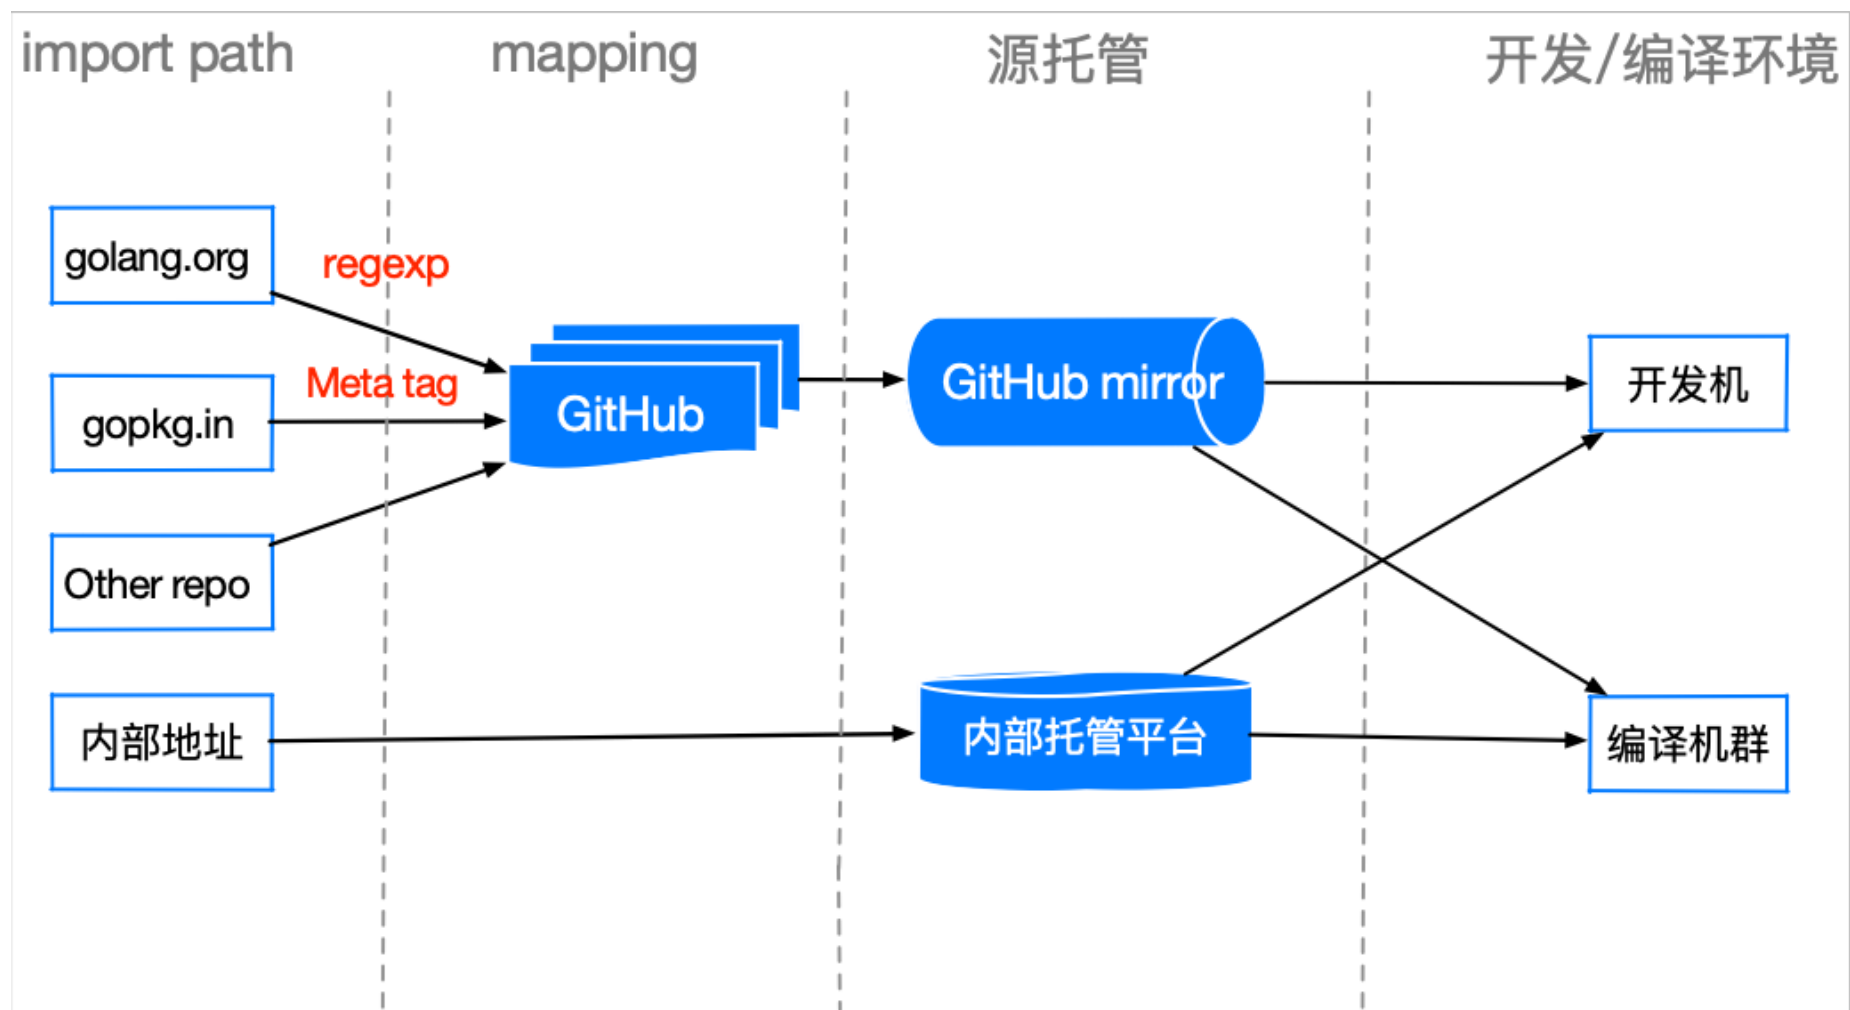 import path
mapping
源托管
开发/编译环境
golang.org
regexp
Meta tag
gopkg.in
GitHub
GitHub mirror
开发机
Other repo
内部地址
内部托管平台
编译机群